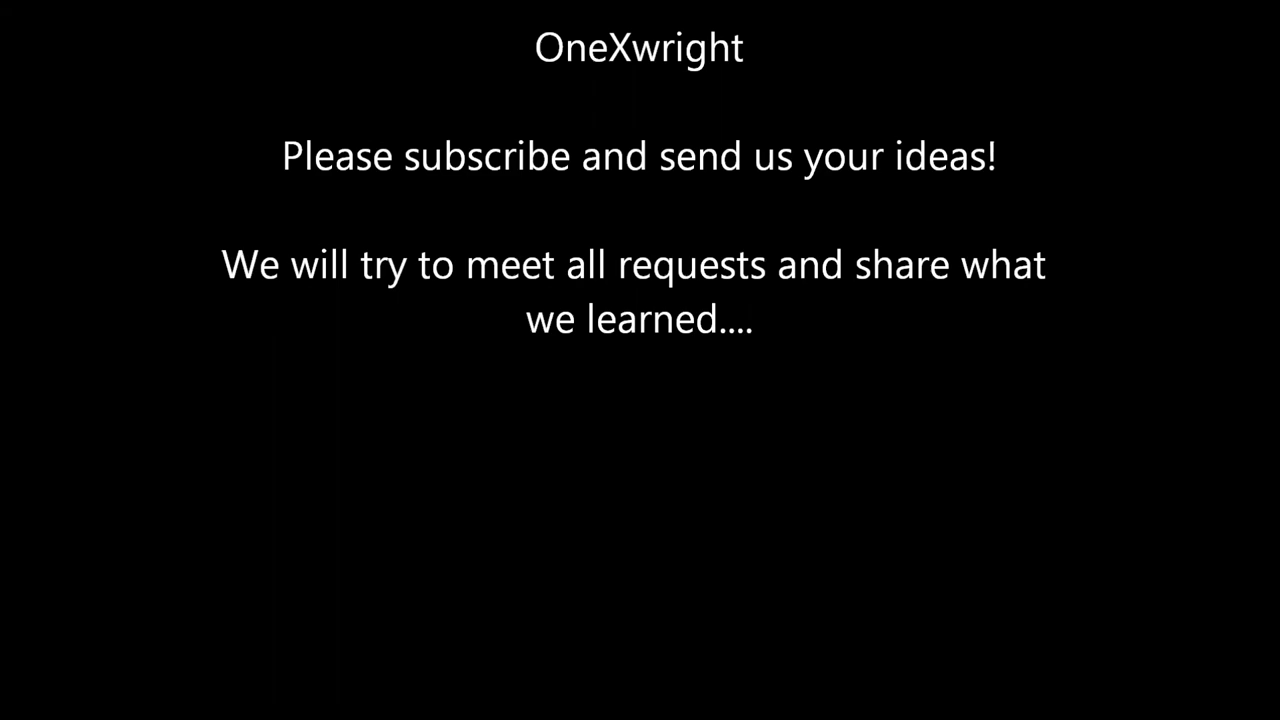 OneXwright
Please subscribe and send us your ideas!
We will try to meet all requests and share what
we learned....